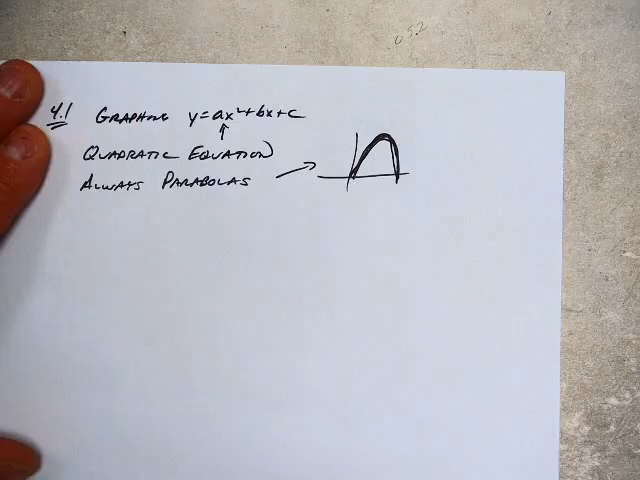 4.1 GRAPHING y=ax²+bx+c
QUADRATIC EQUATION
ALWAYS PARABOLAS